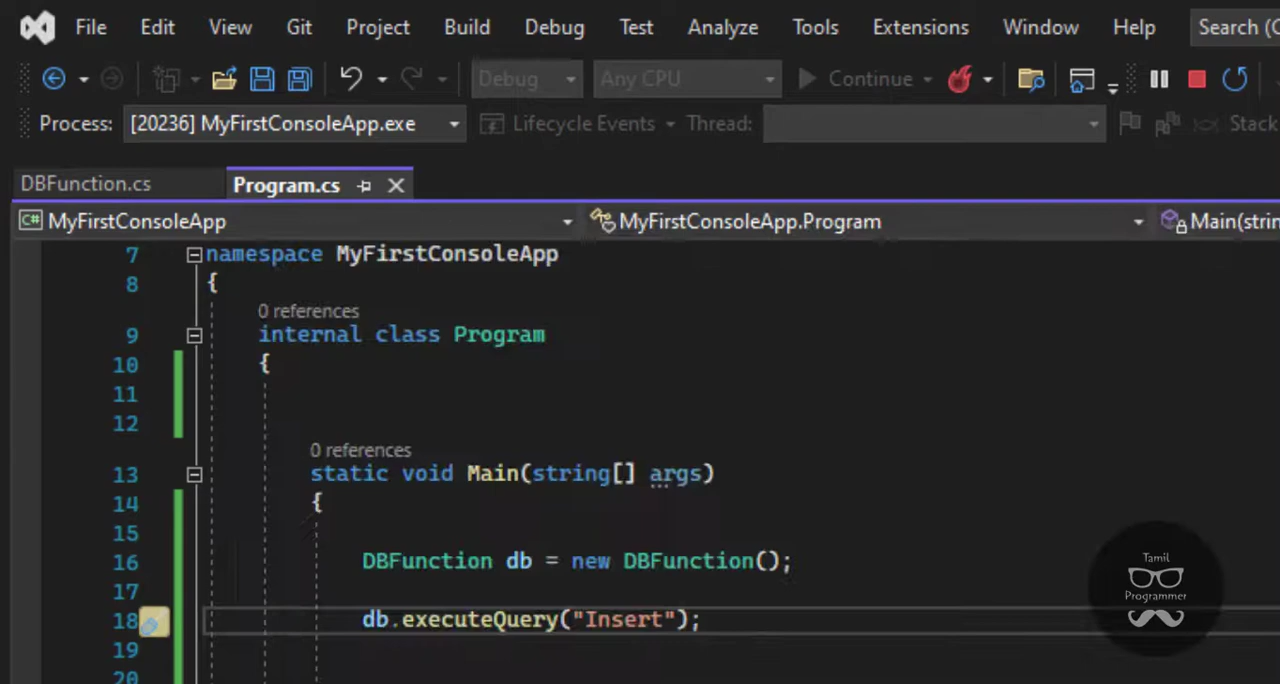 File Edit View Git Project Build Debug Test Analyze Tools Extensions Window Help Search (C
Debug Any CPU Continue
Process: [20236] MyFirstConsoleApp.exe Lifecycle Events Thread: Stack
DBFunction.cs Program.cs
C# MyFirstConsoleApp MyFirstConsoleApp.Program Main(strin
7 namespace MyFirstConsoleApp
8 {
0 references
9 internal class Program
10 {
11
12
0 references
13 static void Main(string[] args)
14 {
15
16 DBFunction db = new DBFunction();
17
18 db.executeQuery("Insert");
19
20
Tamil
Programmer